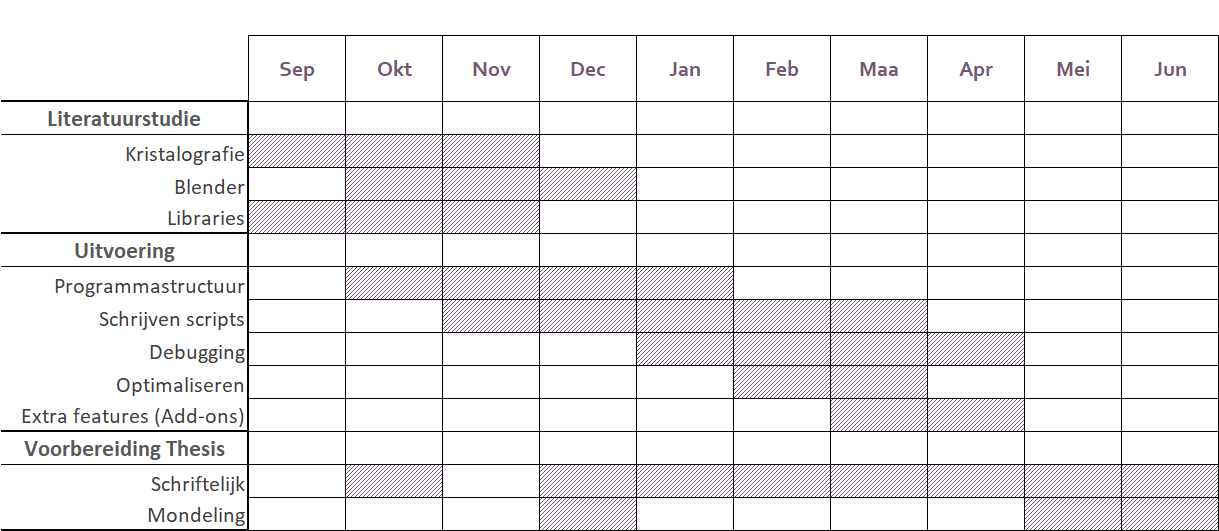 Sep Okt Nov Dec Jan Feb Maa Apr Mei Jun
Literatuurstudie
Kristalografie
Blender
Libraries
Uitvoering
Programmastructuur
Schrijven scripts
Debugging
Optimaliseren
Extra features (Add-ons)
Voorbereiding Thesis
Schriftelijk
Mondeling